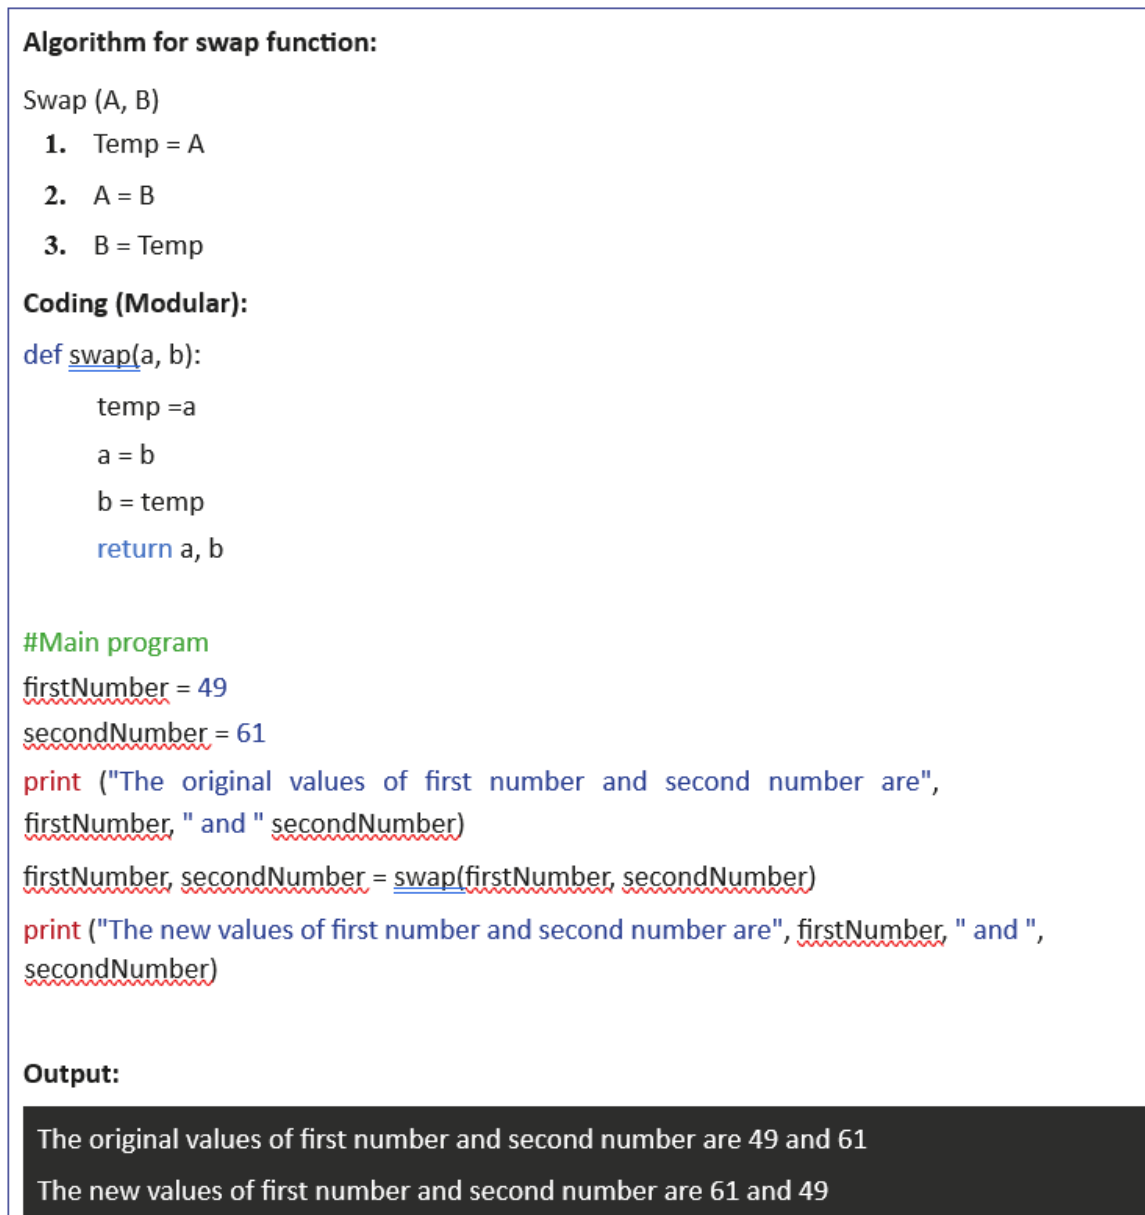 Algorithm for swap function:
Swap (A, B)
1. Temp = A
2. A = B
3. B = Temp
Coding (Modular):
def swap(a, b):
temp =a
a = b
b = temp
return a, b
#Main program
firstNumber = 49
secondNumber = 61
print ("The original values of first number and second number are",
firstNumber, " and " secondNumber)
firstNumber, secondNumber = swap(firstNumber, secondNumber)
print ("The new values of first number and second number are", firstNumber, " and ",
secondNumber)
Output:
The original values of first number and second number are 49 and 61
The new values of first number and second number are 61 and 49